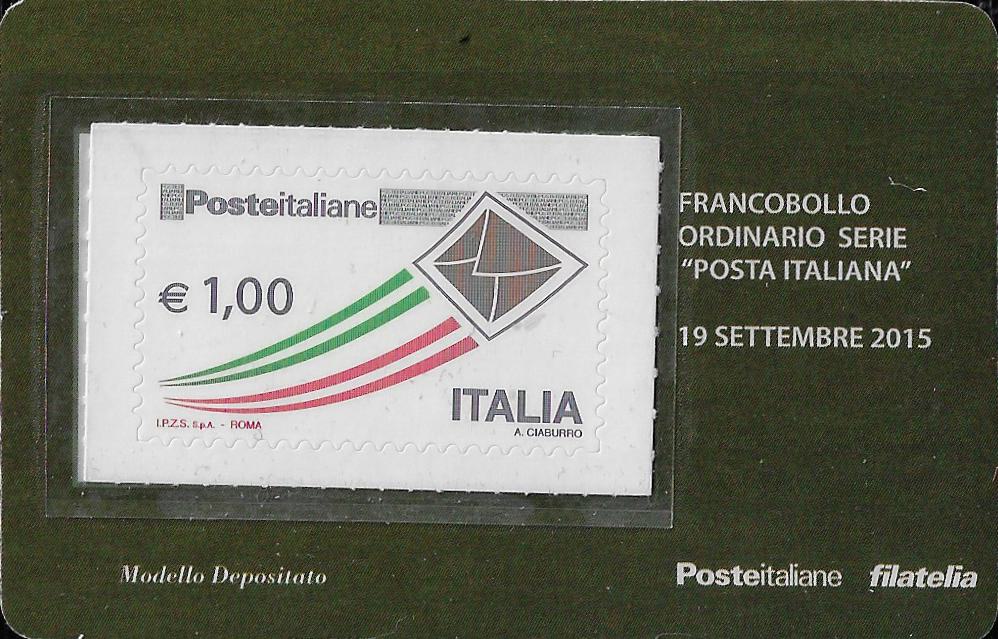 Posteitaliane
€ 1,00
ITALIA
I.P.Z.S. S.p.A. - ROMA
A. CIABURRO
FRANCOBOLLO
ORDINARIO SERIE
"POSTA ITALIANA"
19 SETTEMBRE 2015
Modello Depositato
Posteitaliane filatelia